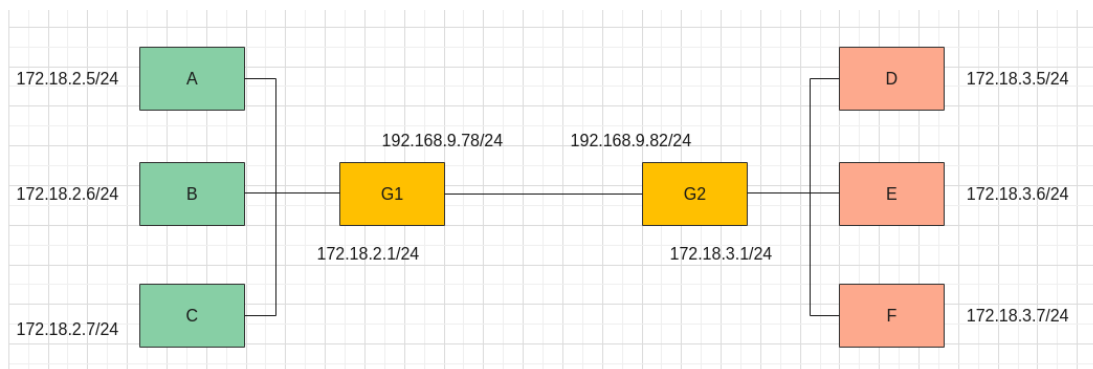 172.18.2.5/24
A
D
172.18.3.5/24
192.168.9.78/24
192.168.9.82/24
172.18.2.6/24
B
G1
G2
E
172.18.3.6/24
172.18.2.1/24
172.18.3.1/24
172.18.2.7/24
C
F
172.18.3.7/24